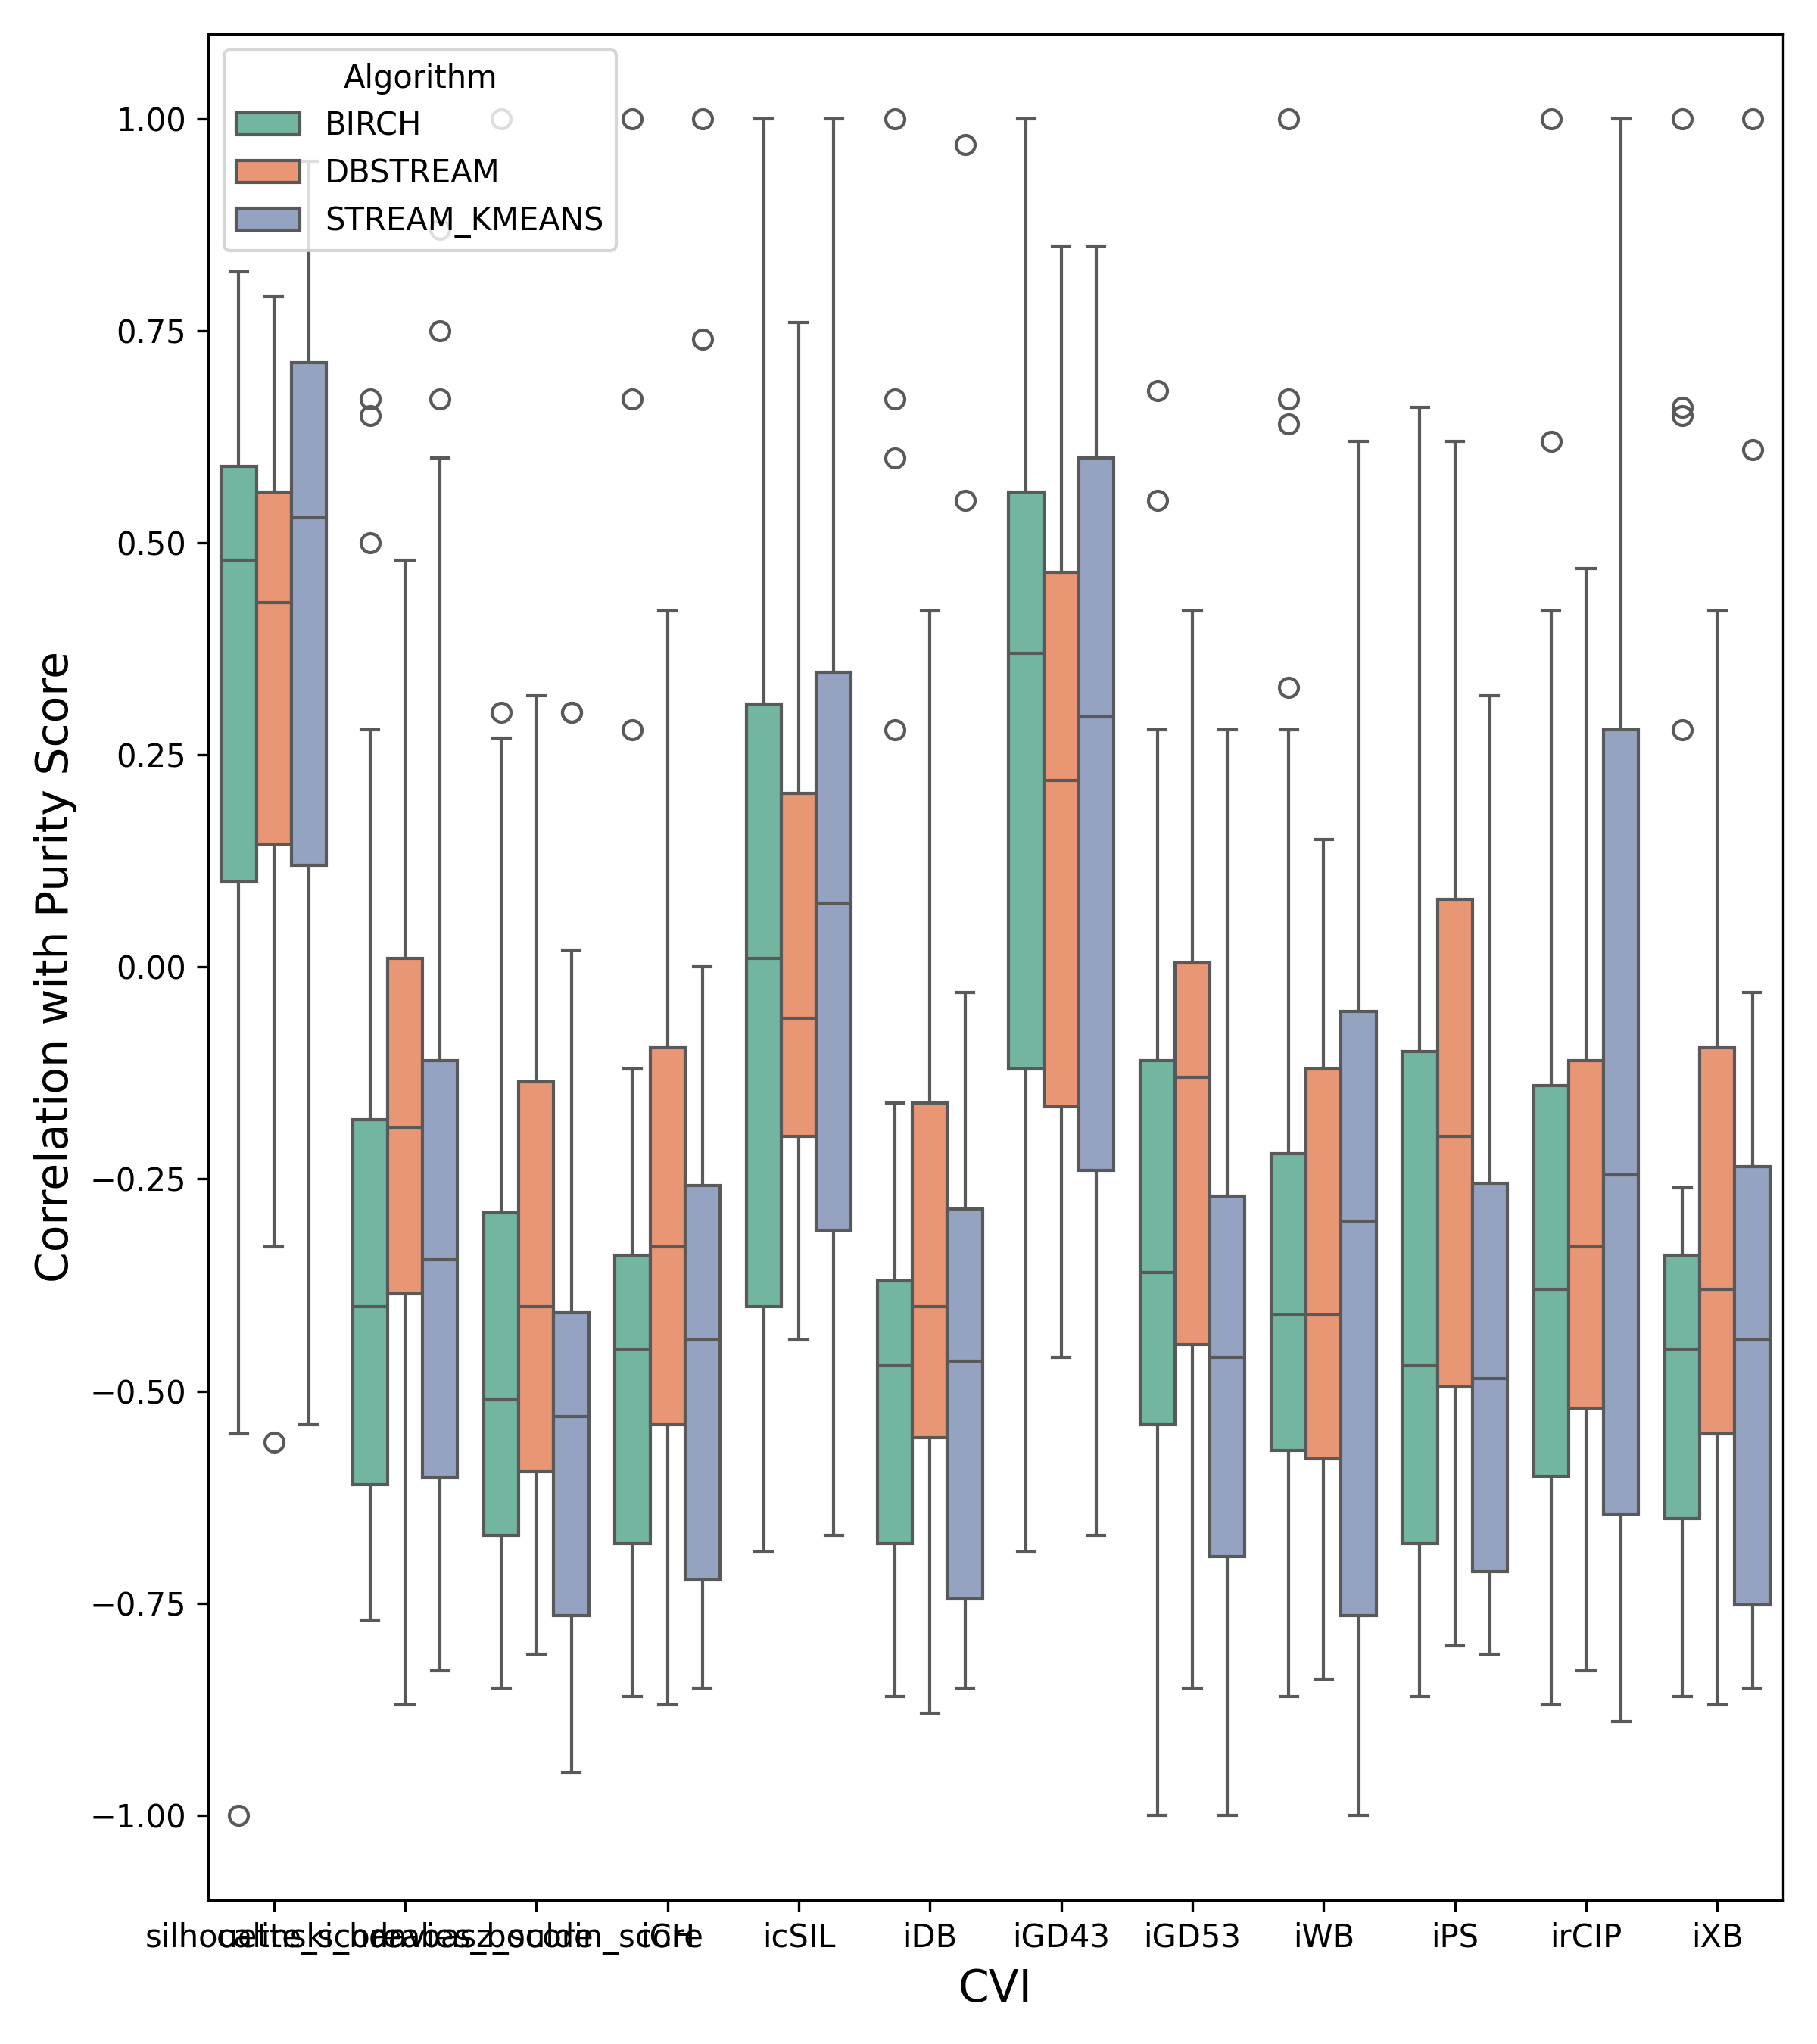 Algorithm
BIRCH
DBSTREAM
STREAM_KMEANS
1.00
0.75
0.50
0.25
0.00
−0.25
−0.50
−0.75
−1.00
Correlation with Purity Score
iCH icSIL iDB iGD43 iGD53 iWB iPS irCIP iXB
CVI